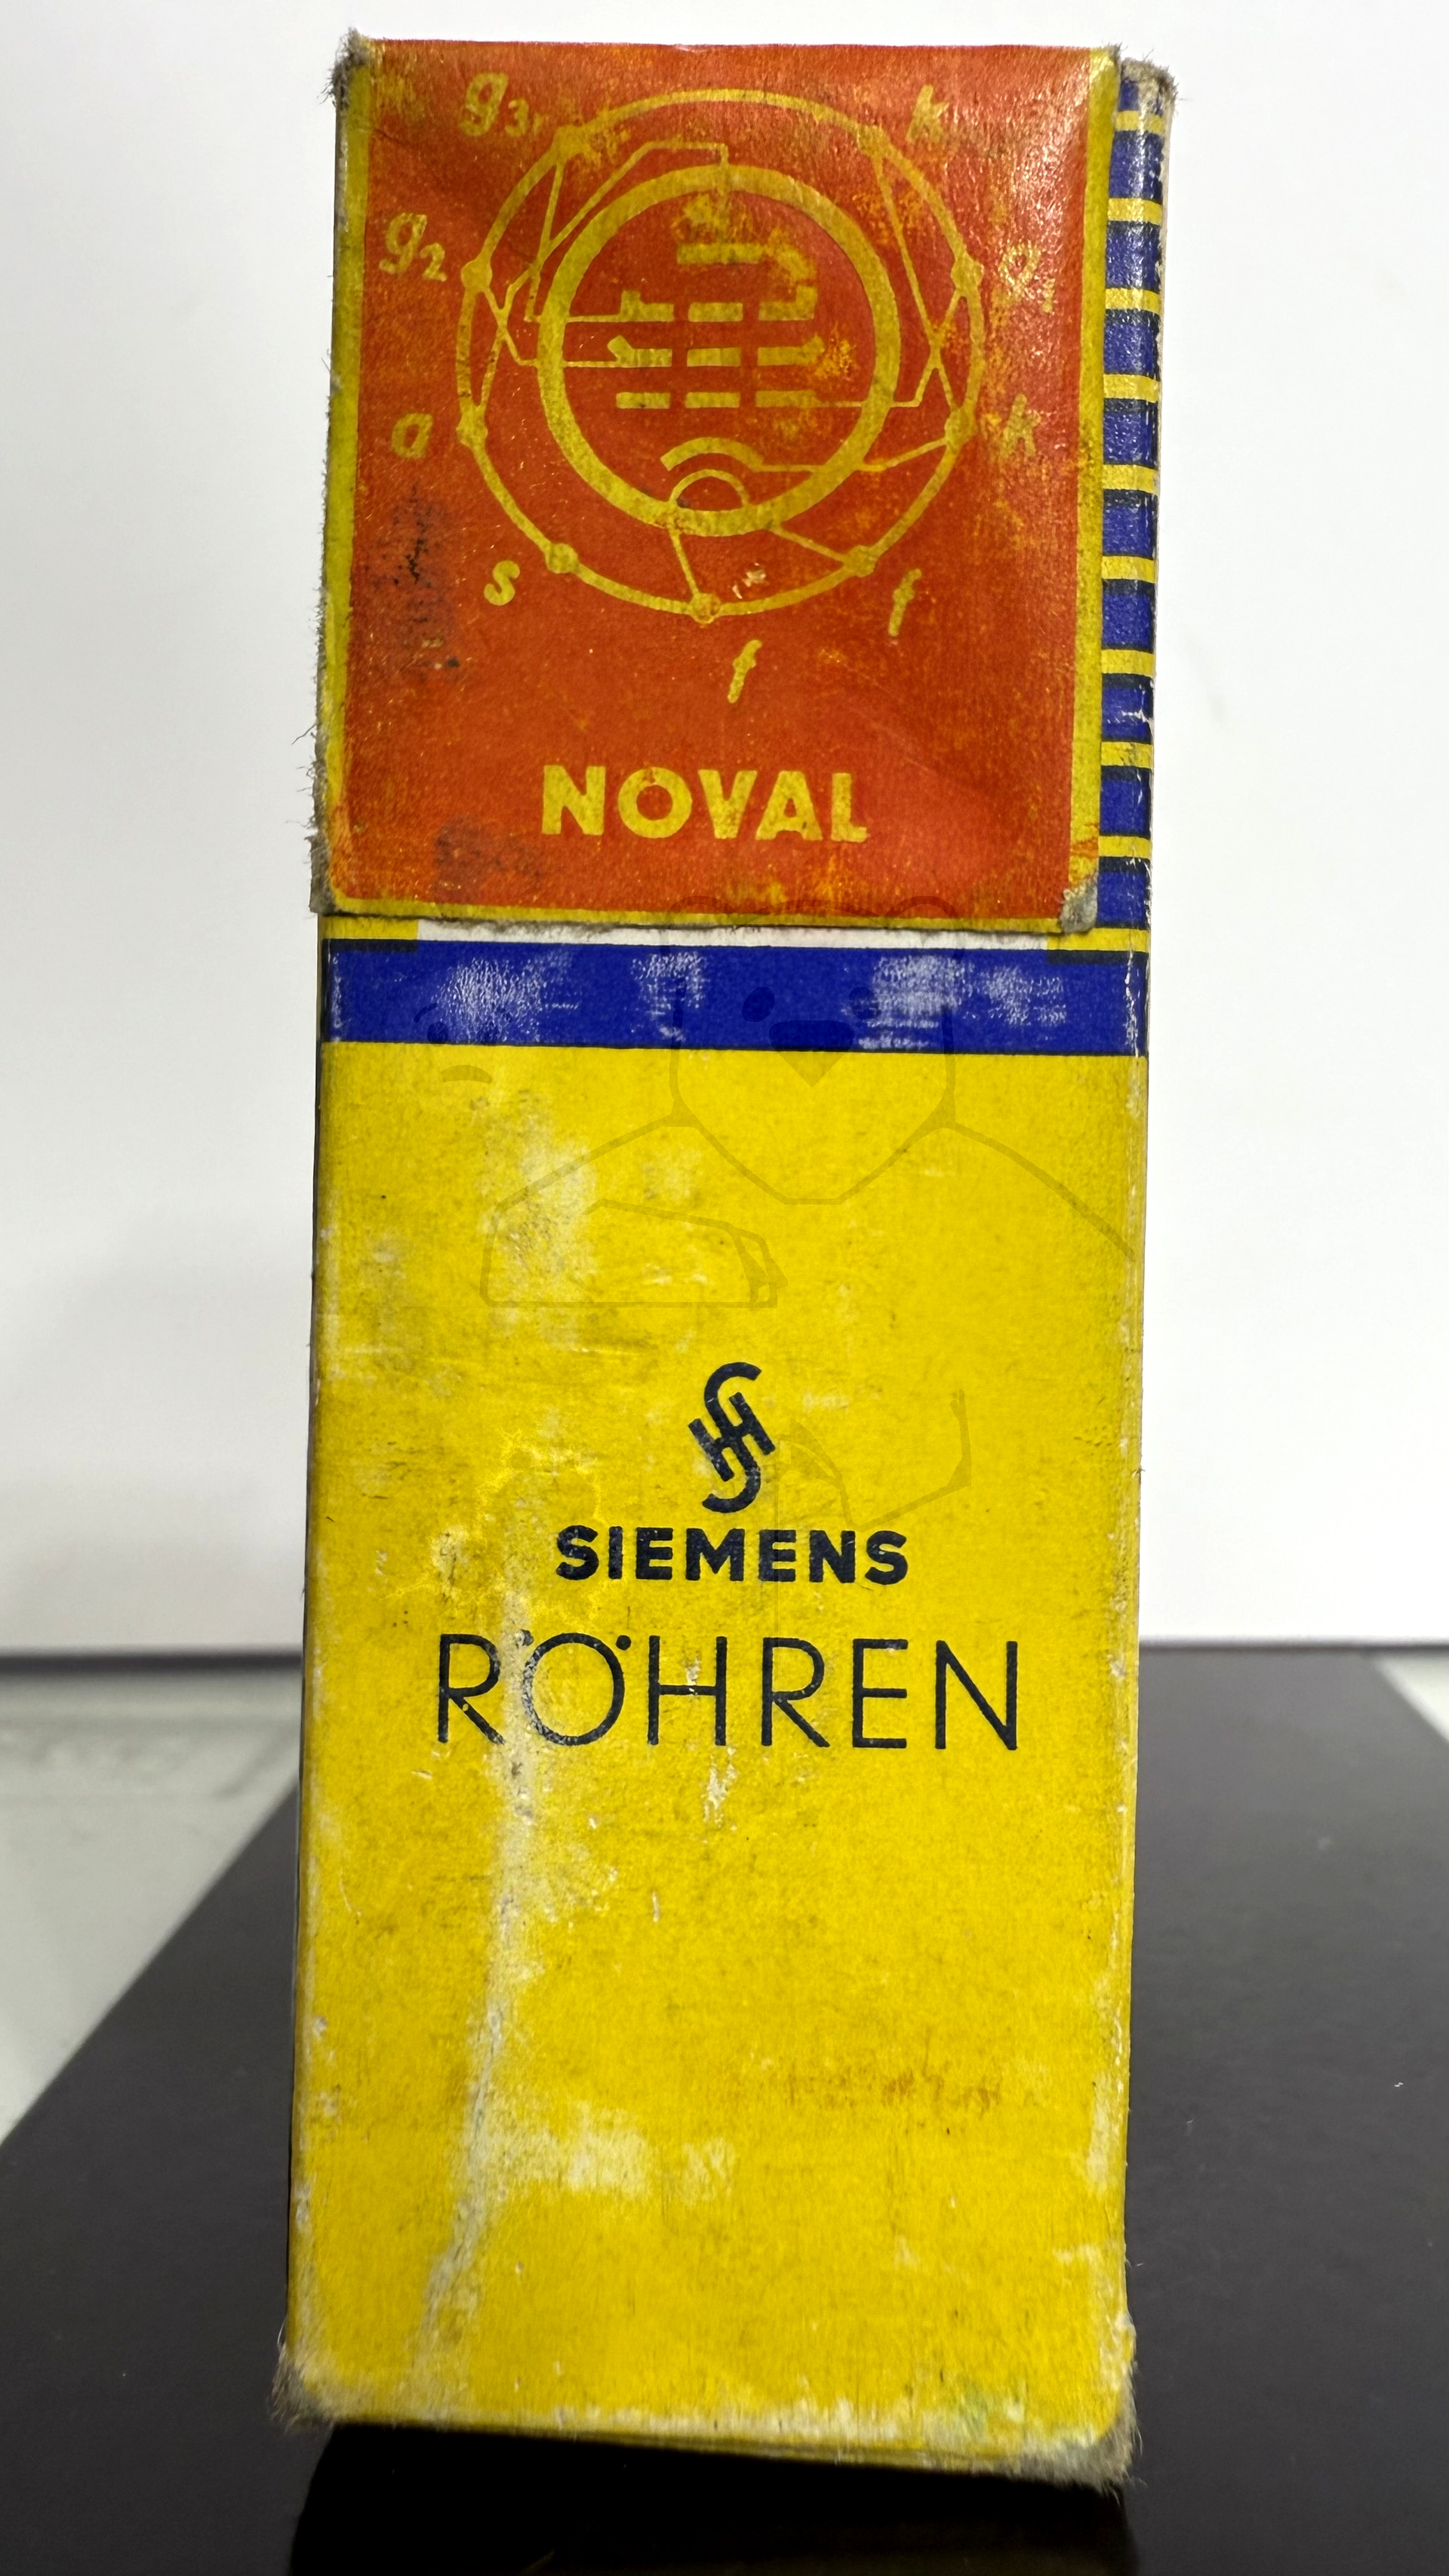 g3 k
g2 g1
a k
s f
f
NOVAL
SIEMENS
RÖHREN